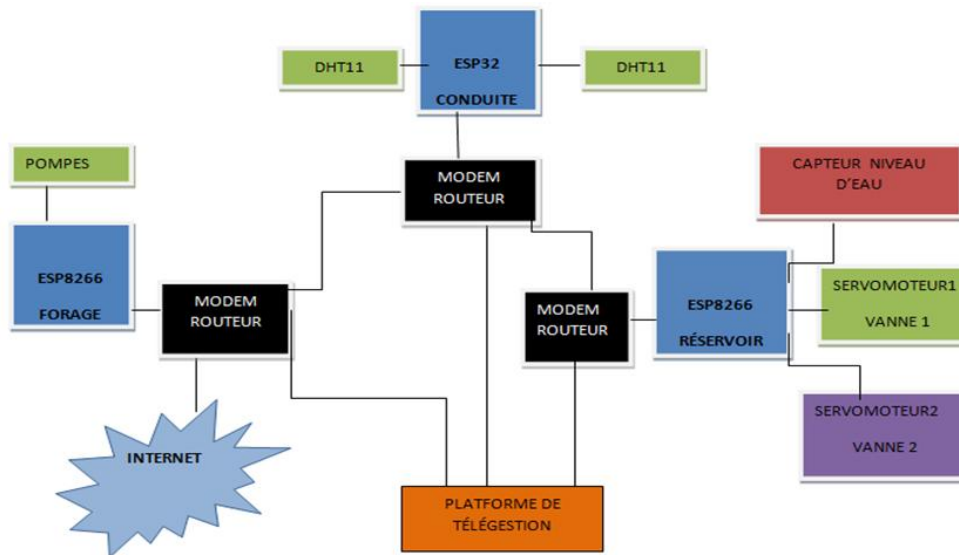 DHT11
ESP32
CONDUITE
DHT11
POMPES
MODEM
ROUTEUR
CAPTEUR NIVEAU
D'EAU
ESP8266
FORAGE
MODEM
ROUTEUR
MODEM
ROUTEUR
ESP8266
RÉSERVOIR
SERVOMOTEUR1
VANNE 1
SERVOMOTEUR2
VANNE 2
INTERNET
PLATFORME DE
TÉLÉGESTION